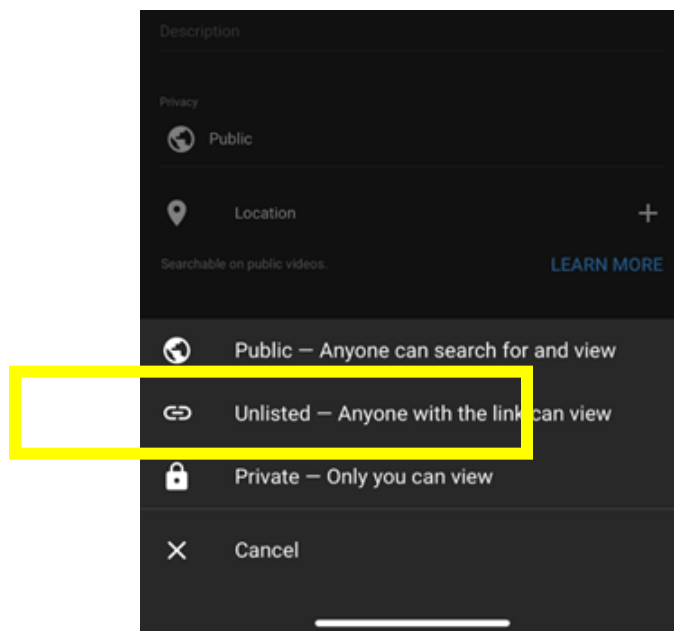 Description
Privacy
Public
Location
Searchable on public videos.
LEARN MORE
Public — Anyone can search for and view
Unlisted — Anyone with the link can view
Private — Only you can view
Cancel